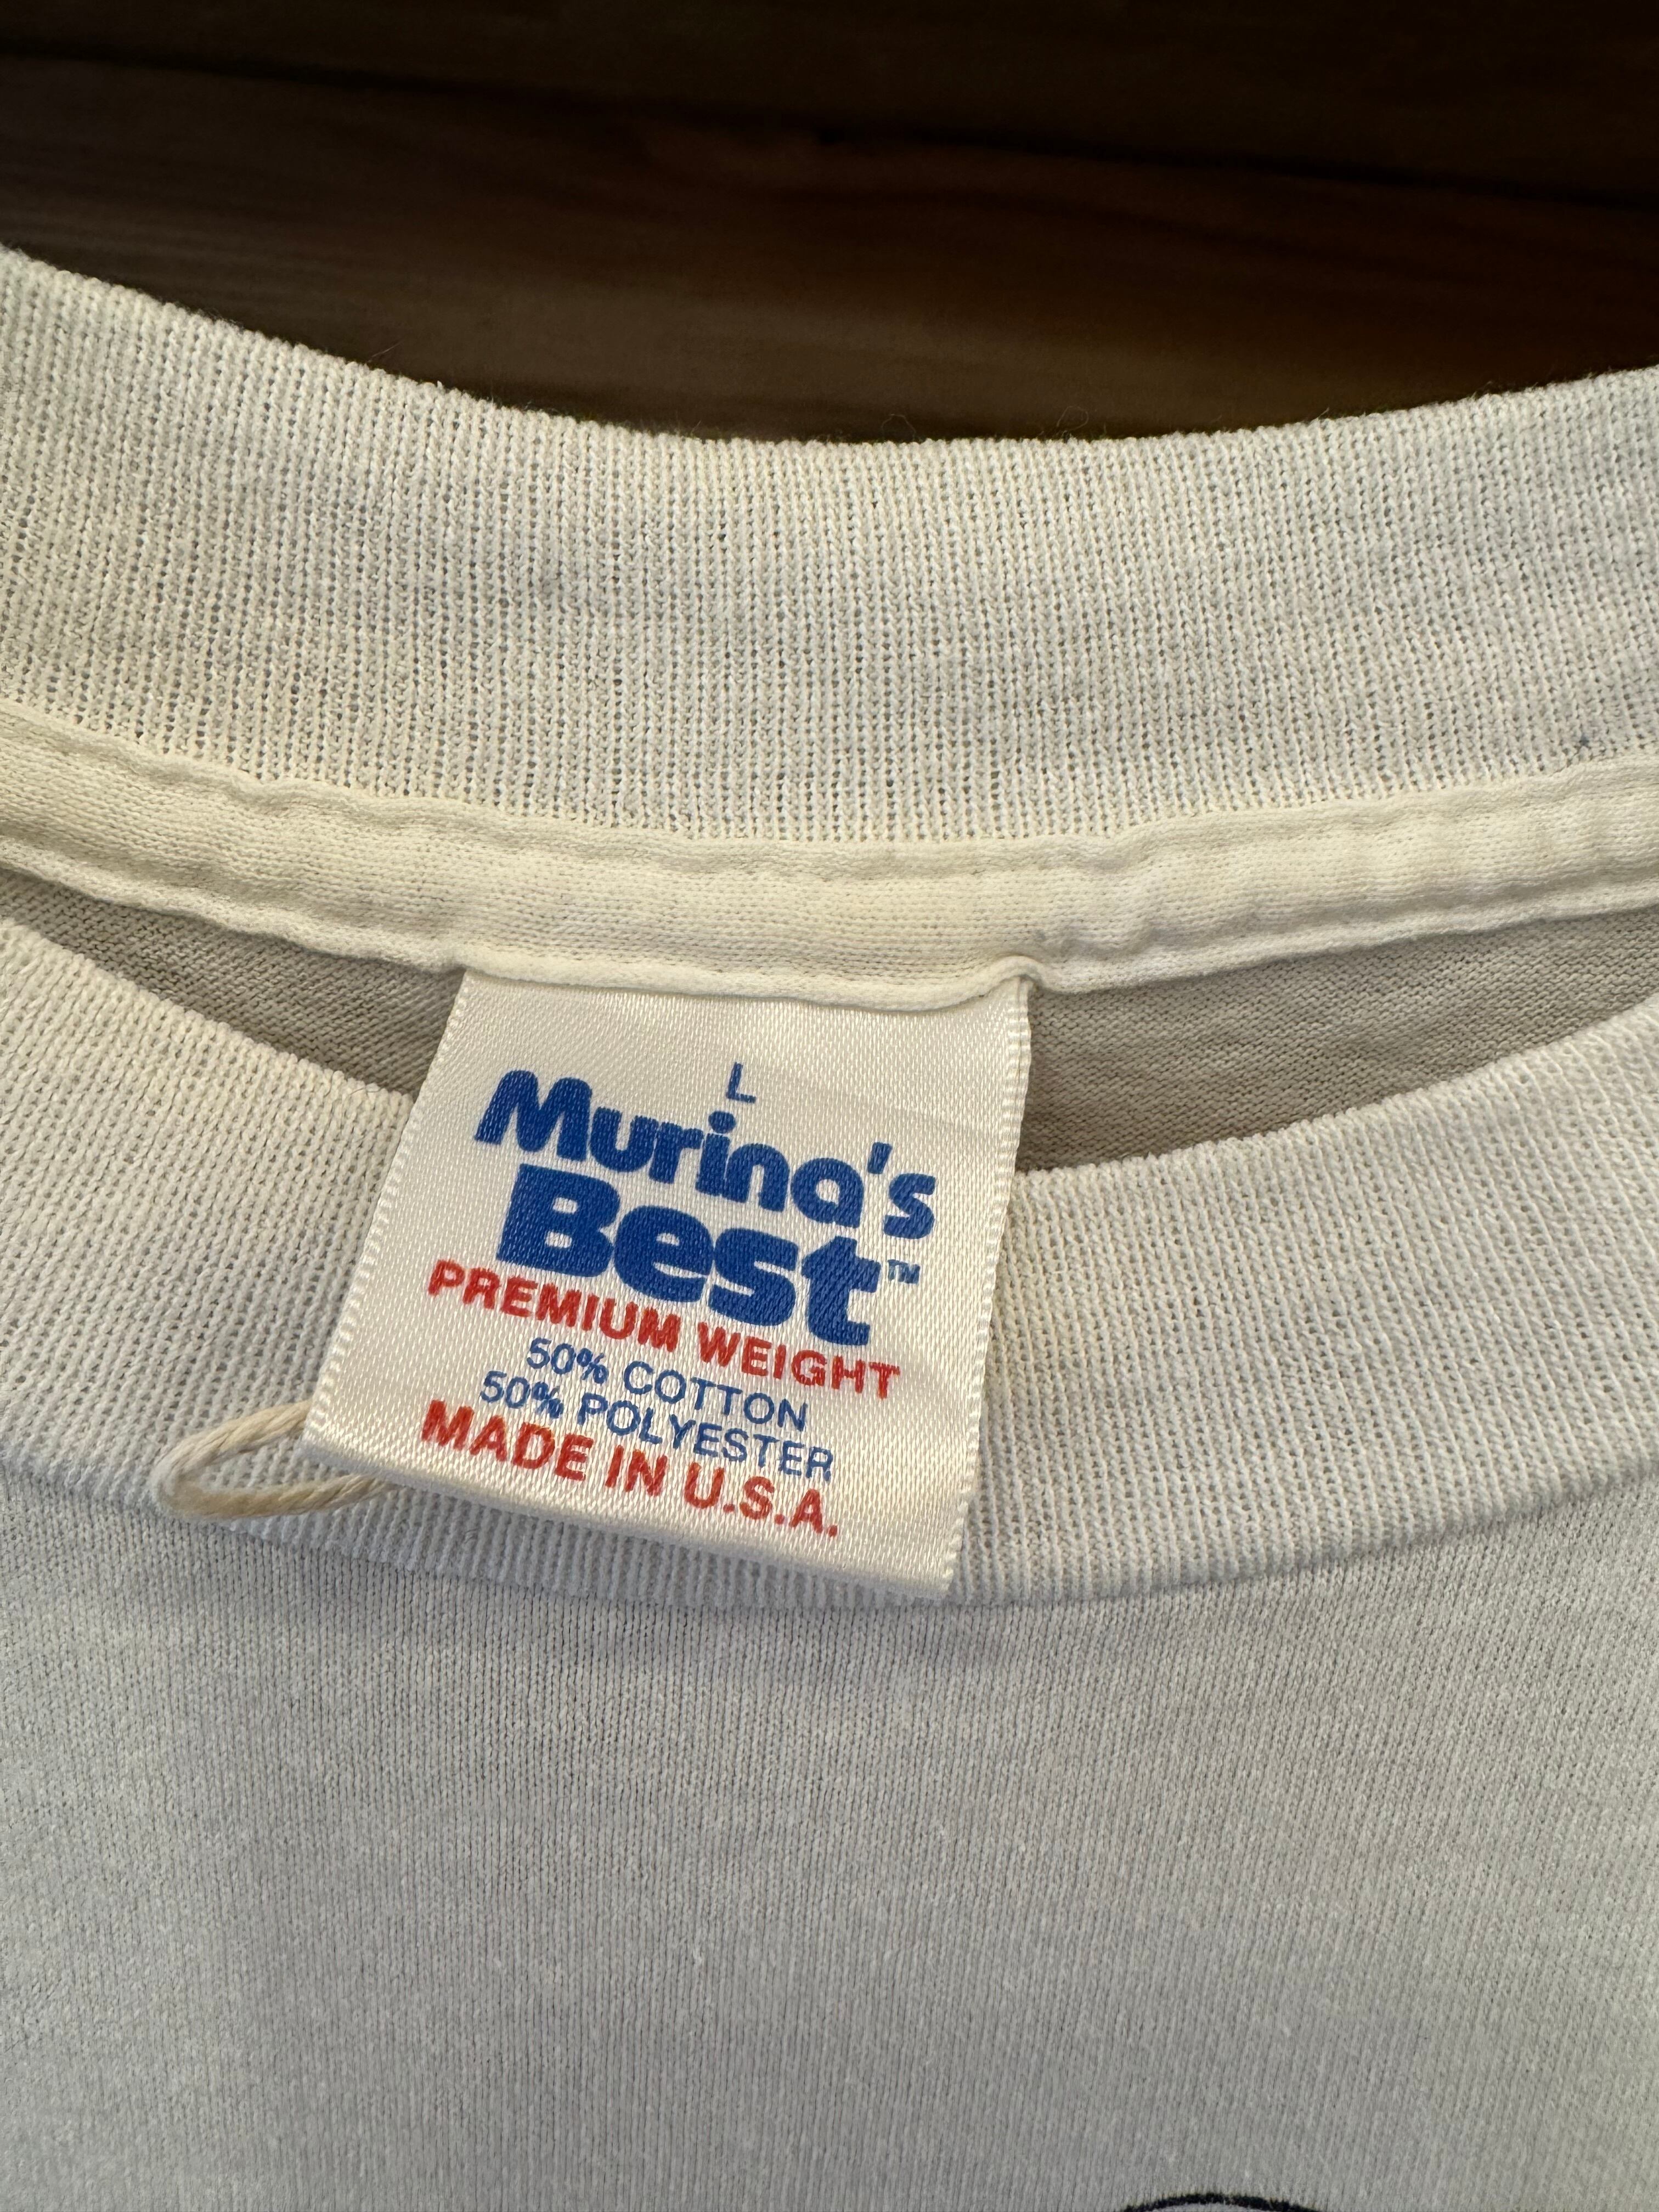 L
Murina's
Best™
PREMIUM WEIGHT
50% COTTON
50% POLYESTER
MADE IN U.S.A.